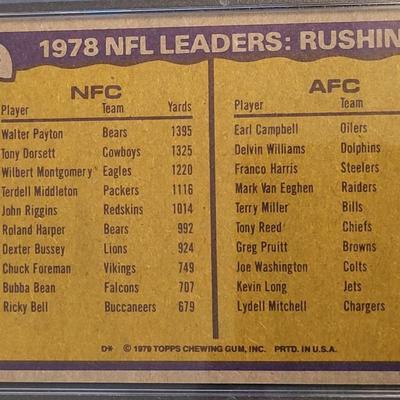 1978 NFL LEADERS: RUSHIN
NFC AFC
Player Team Yards Player Team
Walter Payton Bears 1395 Earl Campbell Oilers
Tony Dorsett Cowboys 1325 Delvin Williams Dolphins
Wilbert Montgomery Eagles 1220 Franco Harris Steelers
Terdell Middleton Packers 1116 Mark Van Eeghen Raiders
John Riggins Redskins 1014 Terry Miller Bills
Roland Harper Bears 992 Tony Reed Chiefs
Dexter Bussey Lions 924 Greg Pruitt Browns
Chuck Foreman Vikings 749 Joe Washington Colts
Bubba Bean Falcons 707 Kevin Long Jets
Ricky Bell Buccaneers 679 Lydell Mitchell Chargers
D* © 1979 TOPPS CHEWING GUM, INC. PRTD. IN U.S.A.